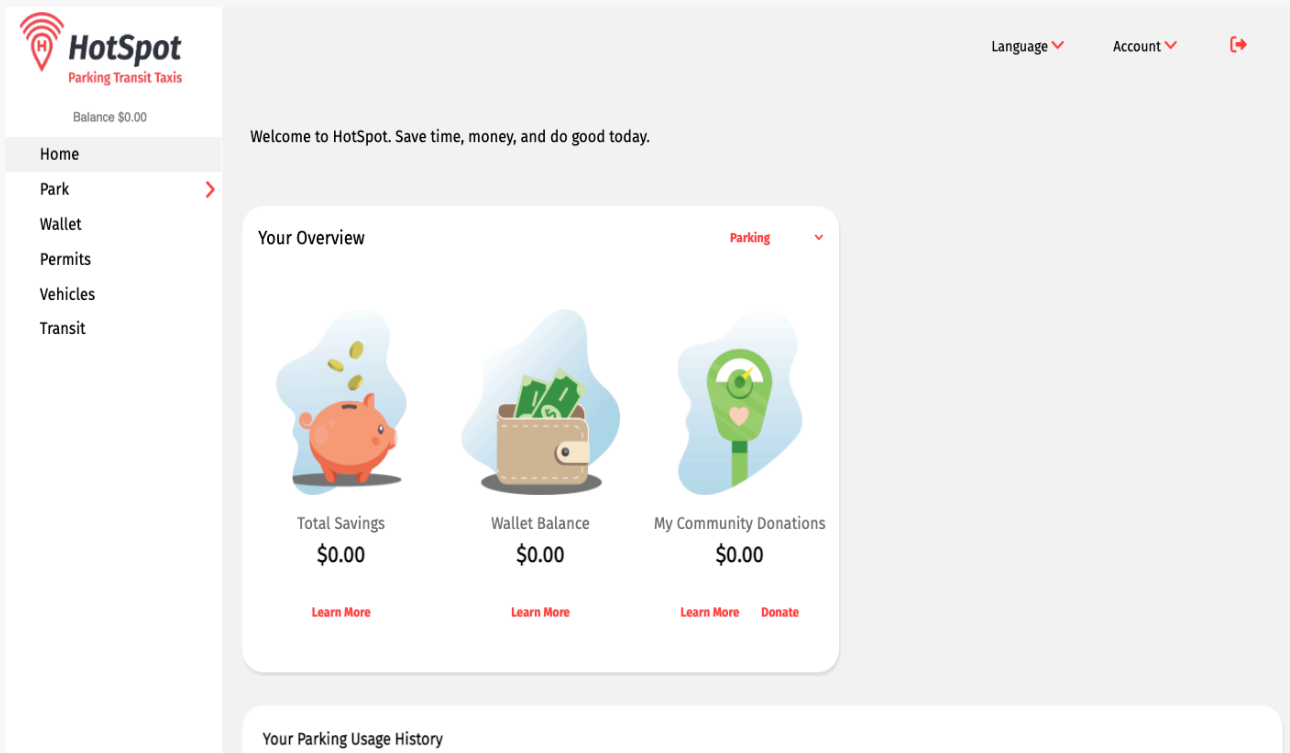 HotSpot
Parking Transit Taxis
Balance $0.00
Home
Park
Wallet
Permits
Vehicles
Transit
Language
Account
Welcome to HotSpot. Save time, money, and do good today.
Your Overview
Parking
Total Savings
$0.00
Learn More
Wallet Balance
$0.00
Learn More
My Community Donations
$0.00
Learn More Donate
Your Parking Usage History